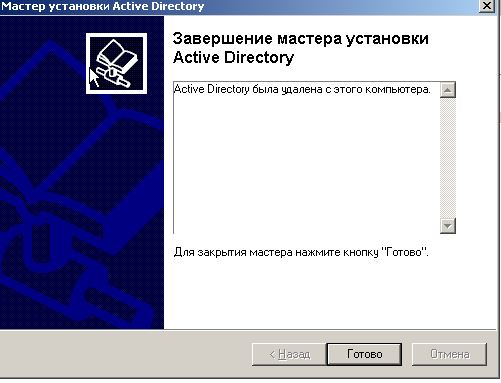 Мастер установки Active Directory
Завершение мастера установки
Active Directory
Active Directory была удалена с этого компьютера.
Для закрытия мастера нажмите кнопку "Готово".
< Назад
Готово
Отмена